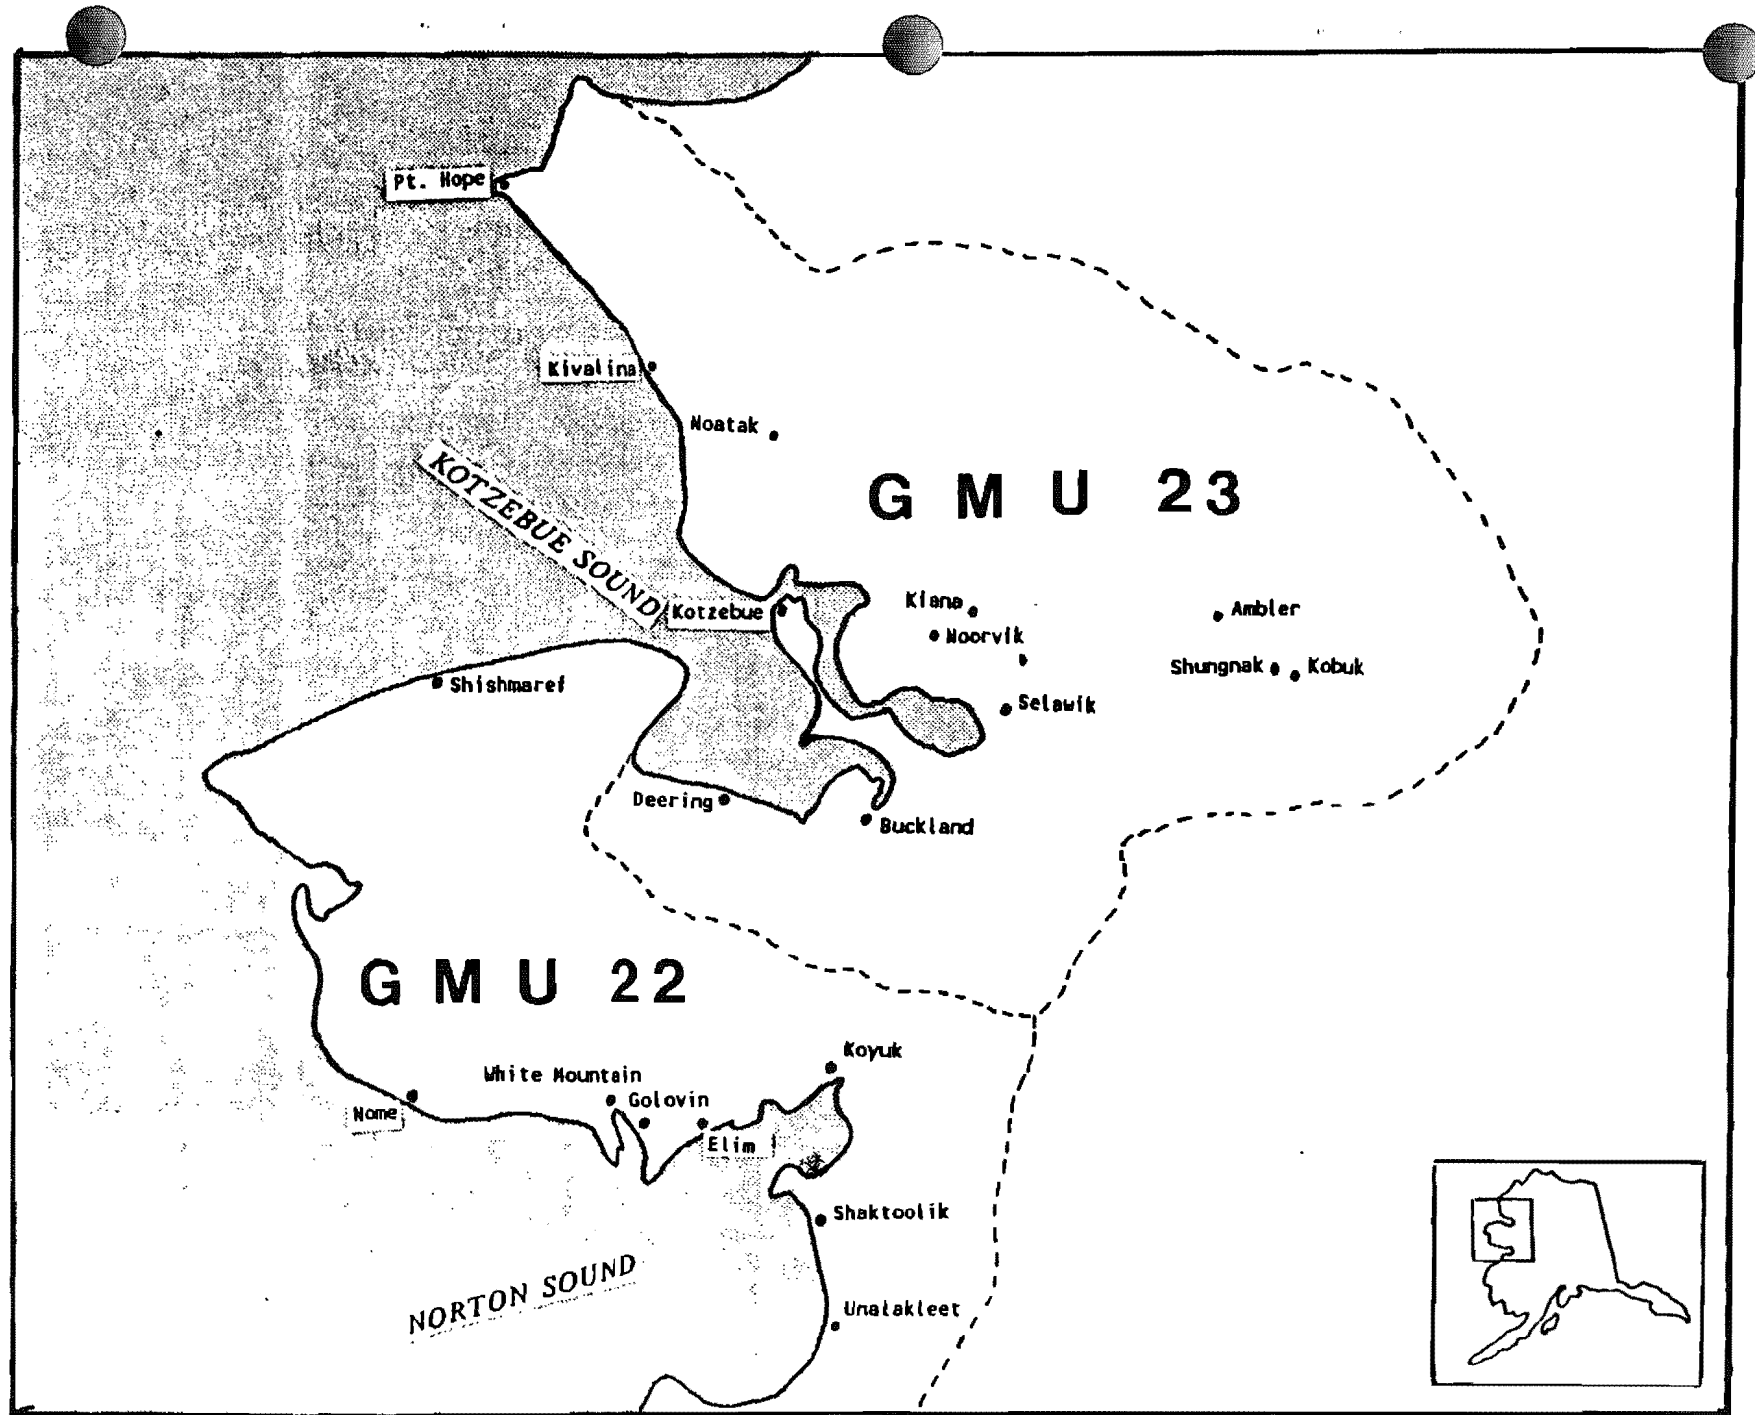 Pt. Hope
Kivalina
Noatak
KOTZEBUE SOUND
GMU 23
Kotzebue
Kiana
Noorvik
Ambler
Shungnak
Kobuk
Selawik
Shishmaref
Deering
Buckland
GMU 22
Koyuk
White Mountain
Golovin
Nome
Elim
Shaktoolik
NORTON SOUND
Unalakleet